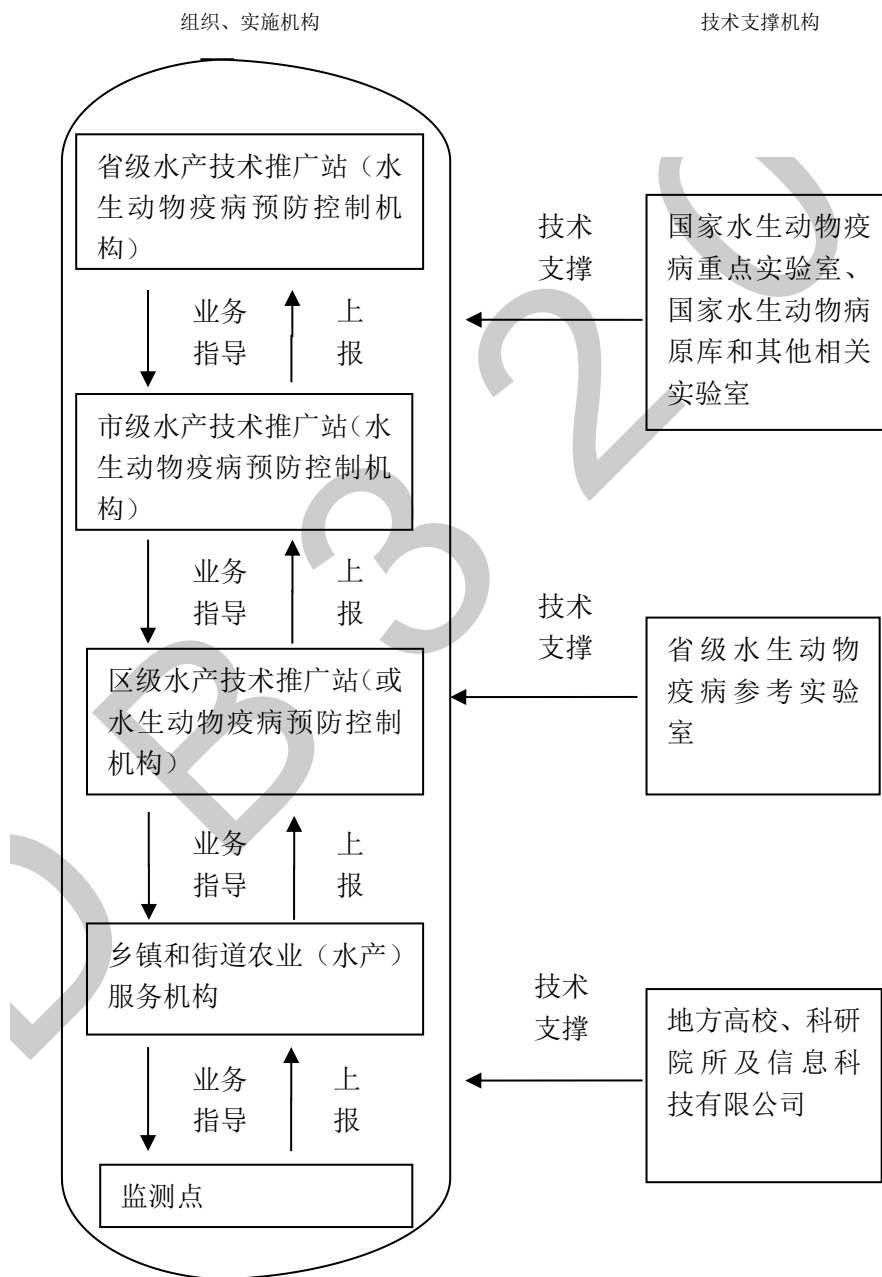 组织、实施机构
技术支撑机构
省级水产技术推广站（水
生动物疫病预防控制机
构）
业务
指导
上
报
市级水产技术推广站（水
生动物疫病预防控制机
构）
业务
指导
上
报
区级水产技术推广站（或
水生动物疫病预防控制
机构）
业务
指导
上
报
乡镇和街道农业（水产）
服务机构
业务
指导
上
报
监测点
技术
支撑
国家水生动物疫
病重点实验室、
国家水生动物病
原库和其他相关
实验室
技术
支撑
省级水生动物
疫病参考实验
室
技术
支撑
地方高校、科研
院所及信息科
技有限公司
DB320